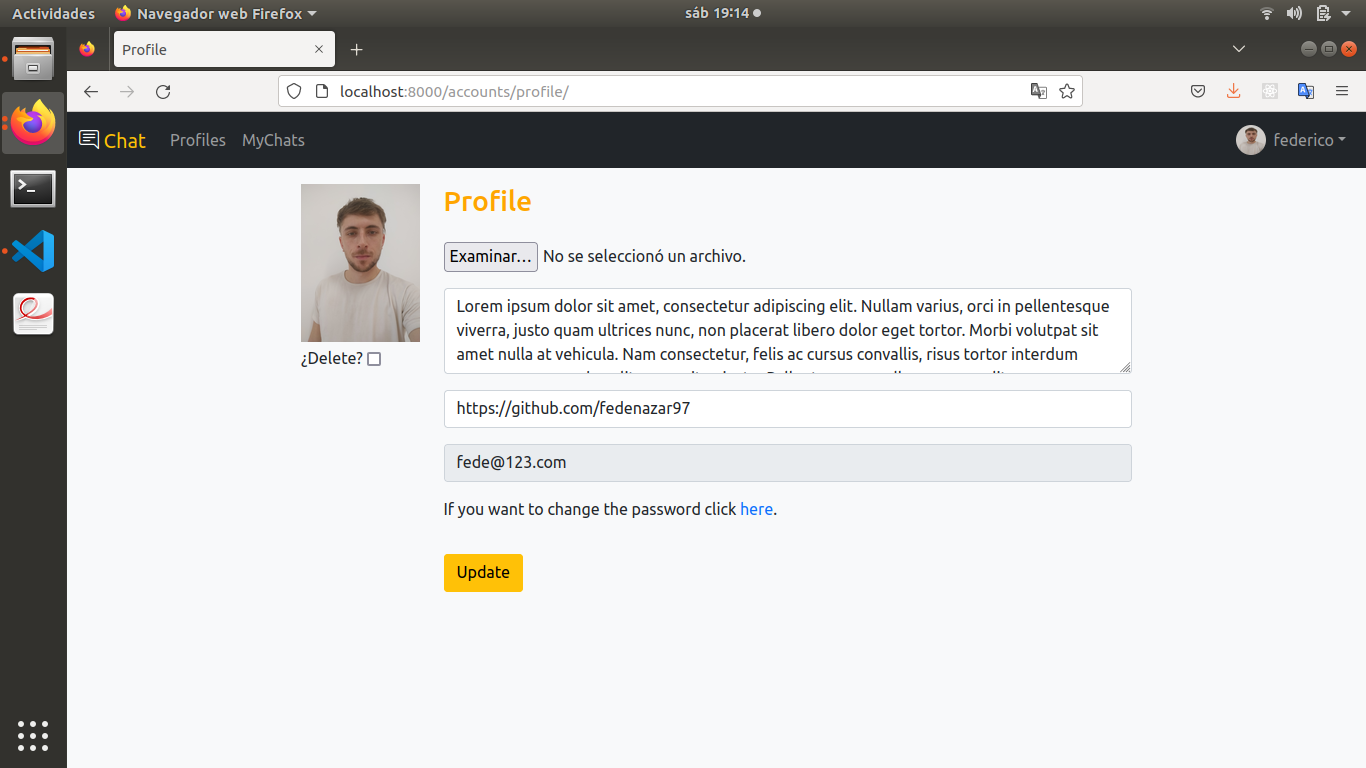 Actividades
Navegador web Firefox
sáb 19:14
Profile
localhost:8000/accounts/profile/
Chat
Profiles
MyChats
federico
Profile
Examinar... No se seleccionó un archivo.
Lorem ipsum dolor sit amet, consectetur adipiscing elit. Nullam varius, orci in pellentesque
viverra, justo quam ultrices nunc, non placerat libero dolor eget tortor. Morbi volutpat sit
amet nulla at vehicula. Nam consectetur, felis ac cursus convallis, risus tortor interdum
¿Delete?
https://github.com/fedenazar97
fede@123.com
If you want to change the password click here.
Update